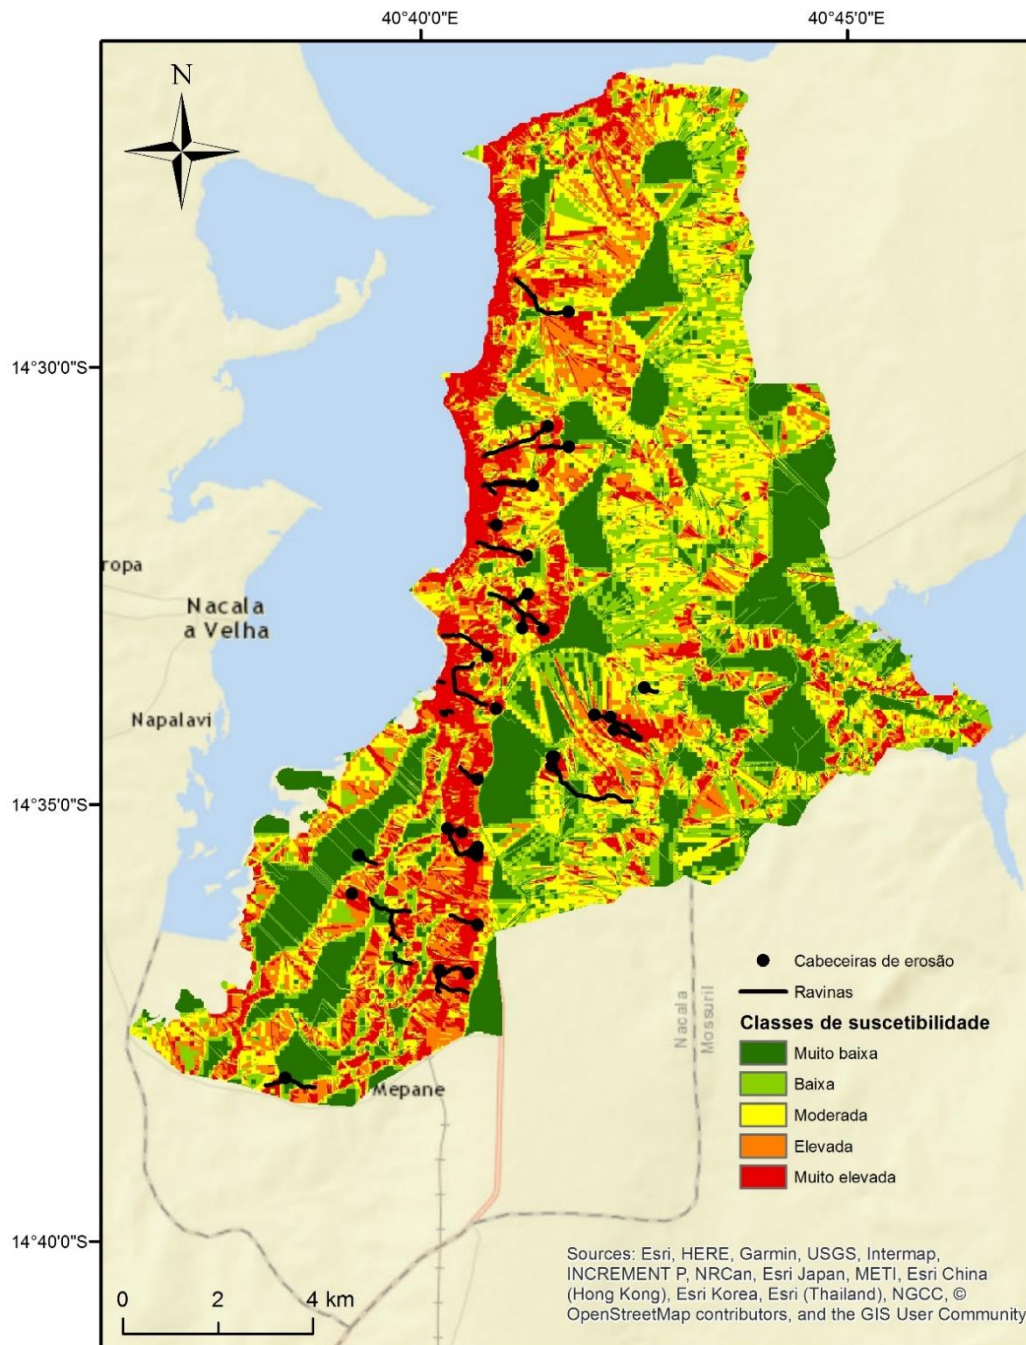 40°40'0"E
40°45'0"E
N
14°30'0"S
ropa
Nacala
a Velha
Napalavi
14°35'0"S
Cabeceiras de erosão
Ravinas
Nacala
Mossuril
Classes de suscetibilidade
Muito baixa
Baixa
Mepane
Moderada
Elevada
Muito elevada
14°40'0"S
Sources: Esri, HERE, Garmin, USGS, Intermap,
INCREMENT P, NRCan, Esri Japan, METI, Esri China
(Hong Kong), Esri Korea, Esri (Thailand), NGCC, ©
OpenStreetMap contributors, and the GIS User Community
0 2 4 km